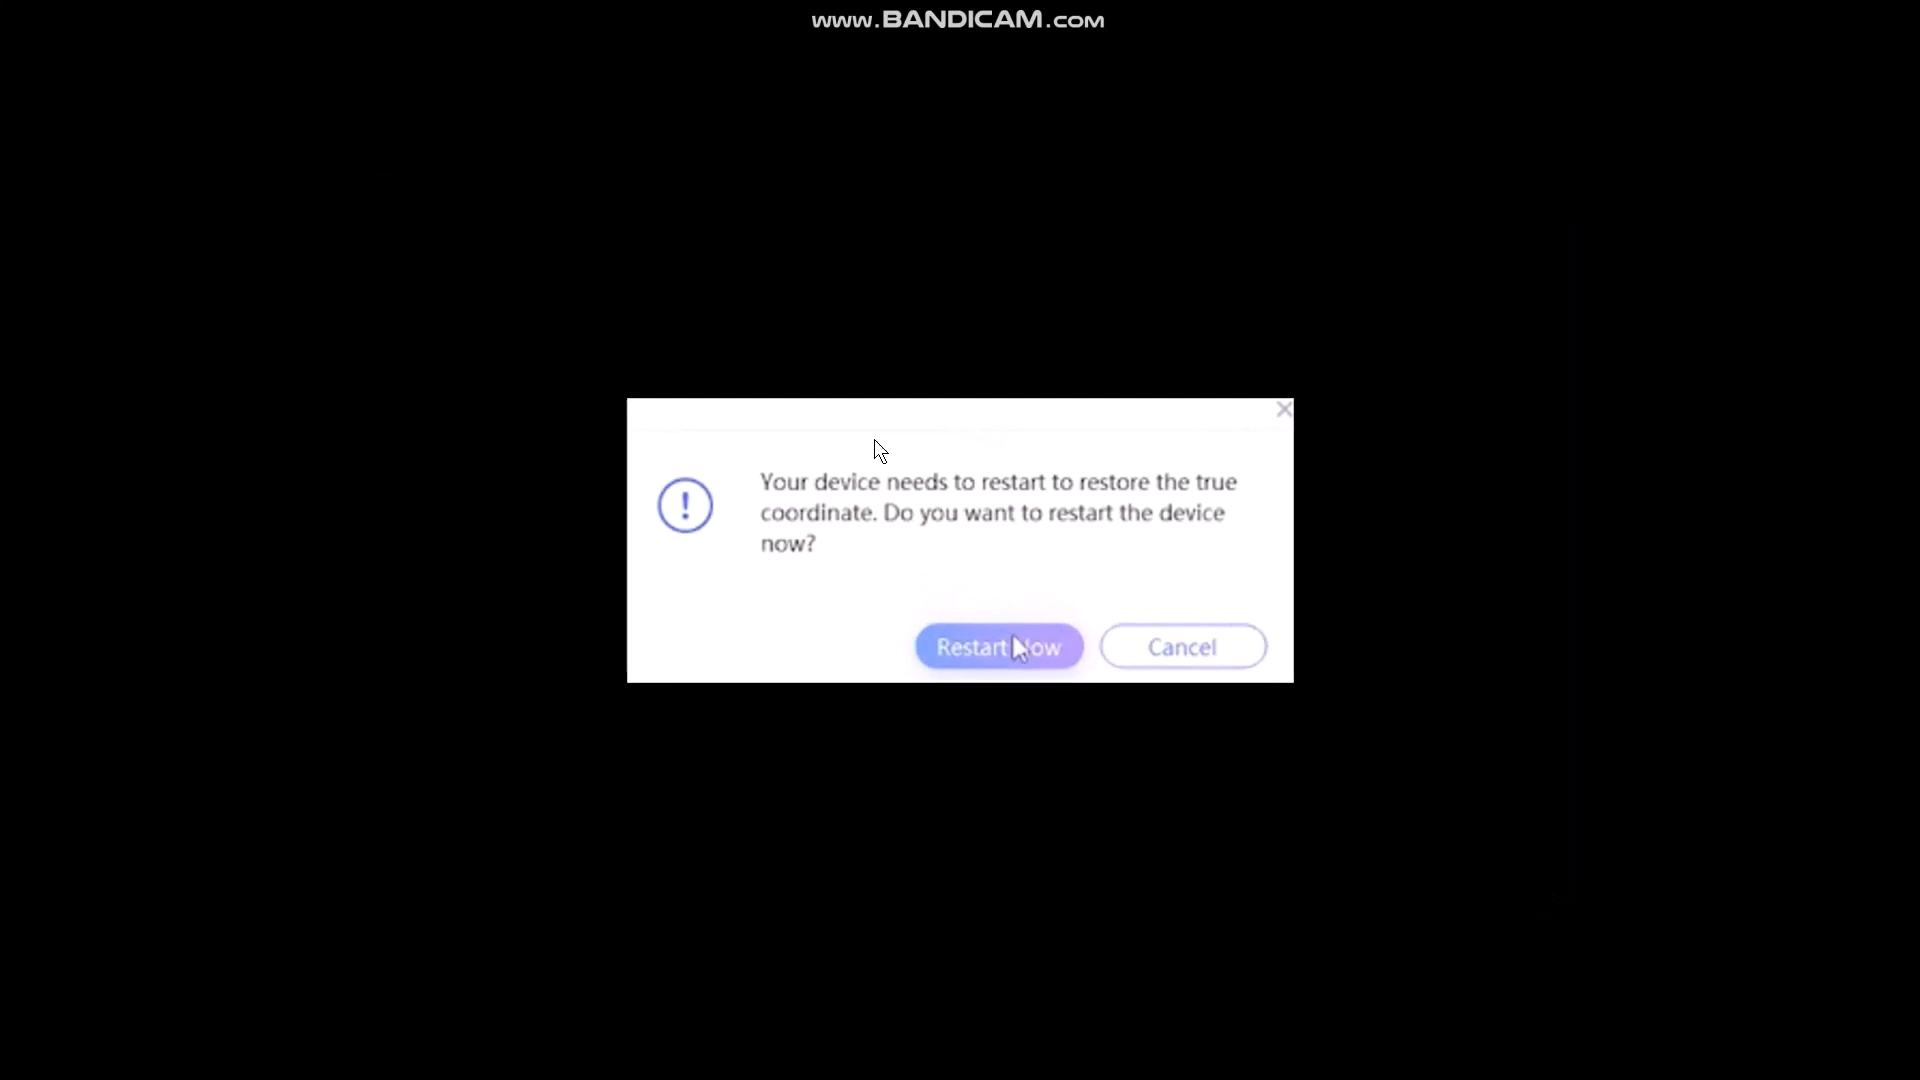 www.BANDICAM.com
Your device needs to restart to restore the true
coordinate. Do you want to restart the device
now?
Restart Now
Cancel